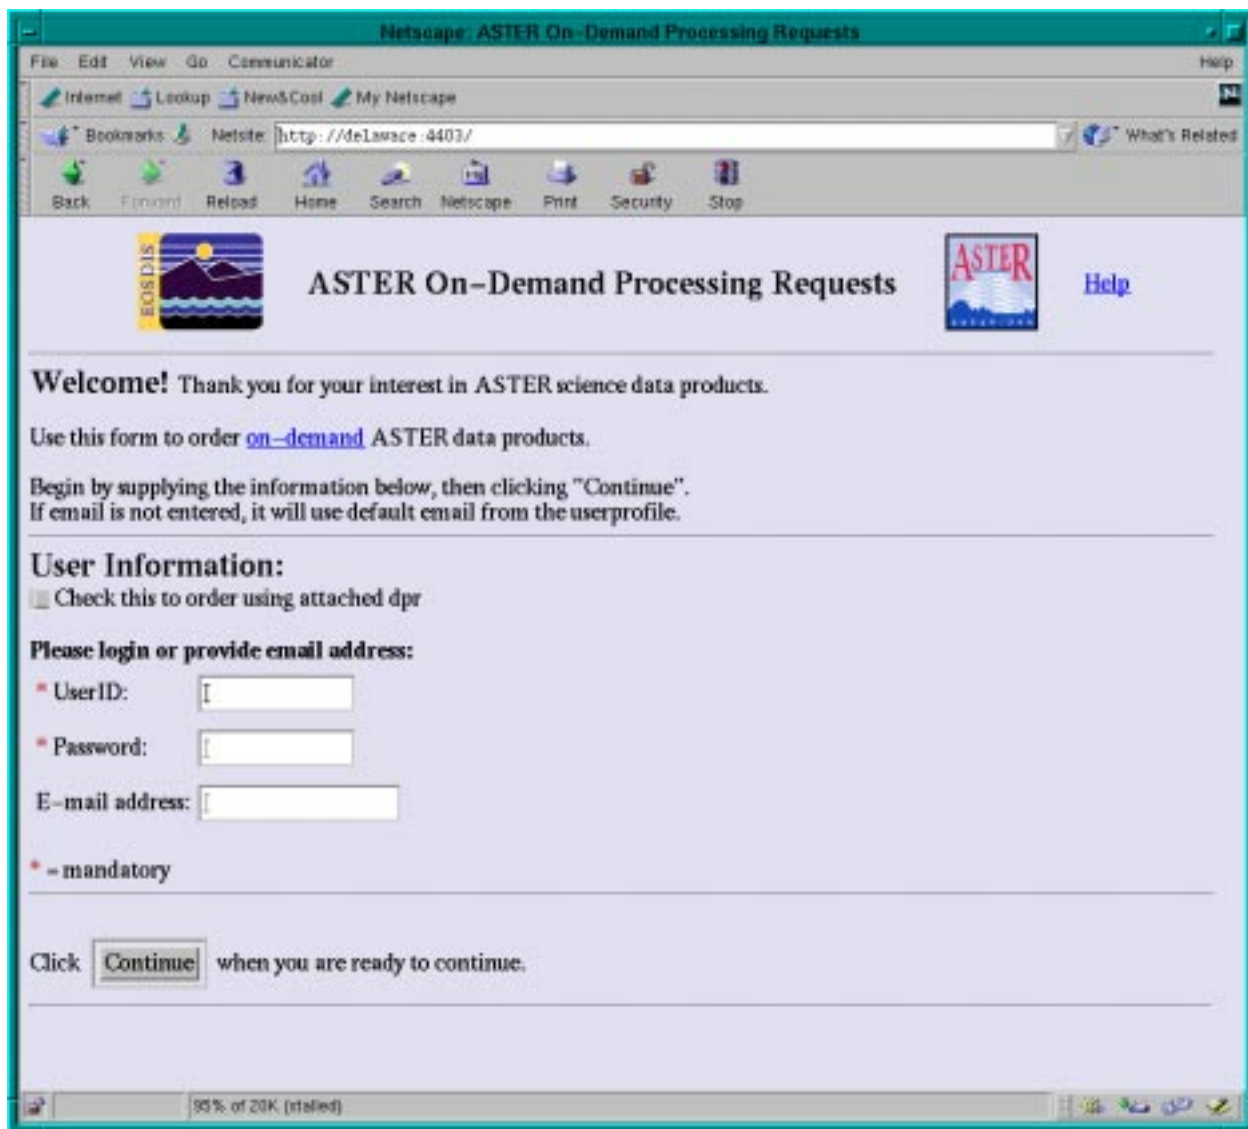 Netscape: ASTER On-Demand Processing Requests
File Edit View Go Communicator Help
Internet Lookup New&Cool My Netscape
Bookmarks Netsite: http://delaware:4403/ What's Related
Back Forward Reload Home Search Netscape Print Security Stop
EOSDIS
ASTER On-Demand Processing Requests
ASTER
Help
Welcome! Thank you for your interest in ASTER science data products.
Use this form to order on-demand ASTER data products.
Begin by supplying the information below, then clicking "Continue".
If email is not entered, it will use default email from the userprofile.
User Information:
Check this to order using attached dpr
Please login or provide email address:
* UserID:
* Password:
E-mail address:
* - mandatory
Click Continue when you are ready to continue.
95% of 20K (stalled)